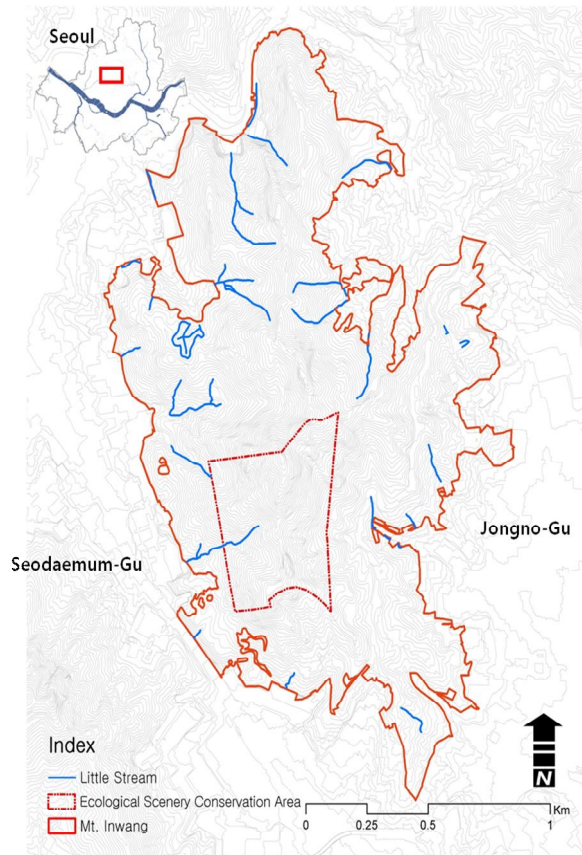 Seoul
Jongno-Gu
Seodaemum-Gu
Index
Little Stream
Ecological Scenery Conservation Area
Mt. Inwang
N
0 0.25 0.5 1
Km